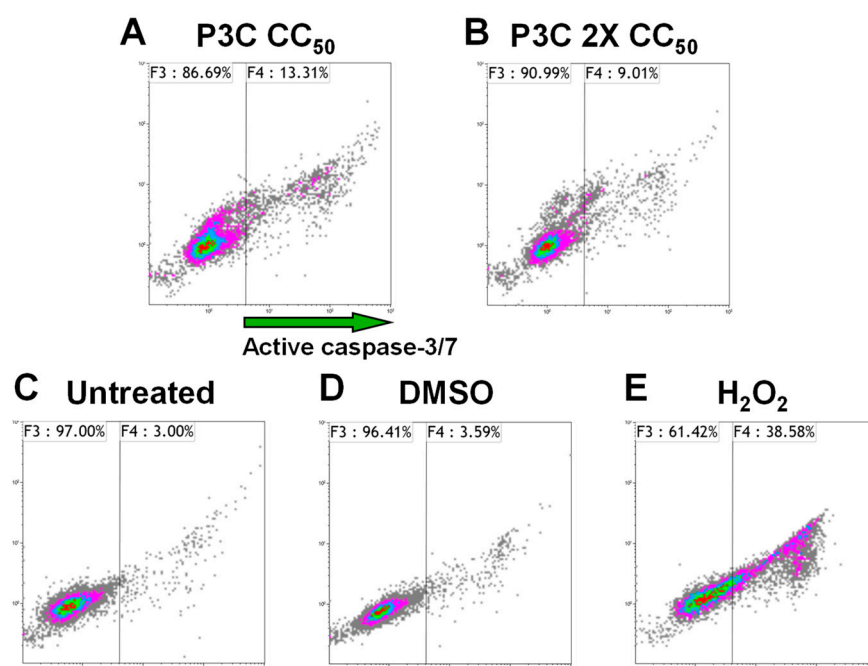 A P3C CC50
B P3C 2X CC50
F3 : 86.69% F4 : 13.31%
F3 : 90.99% F4 : 9.01%
Active caspase-3/7
C Untreated
D DMSO
E H2O2
F3 : 97.00% F4 : 3.00%
F3 : 96.41% F4 : 3.59%
F3 : 61.42% F4 : 38.58%